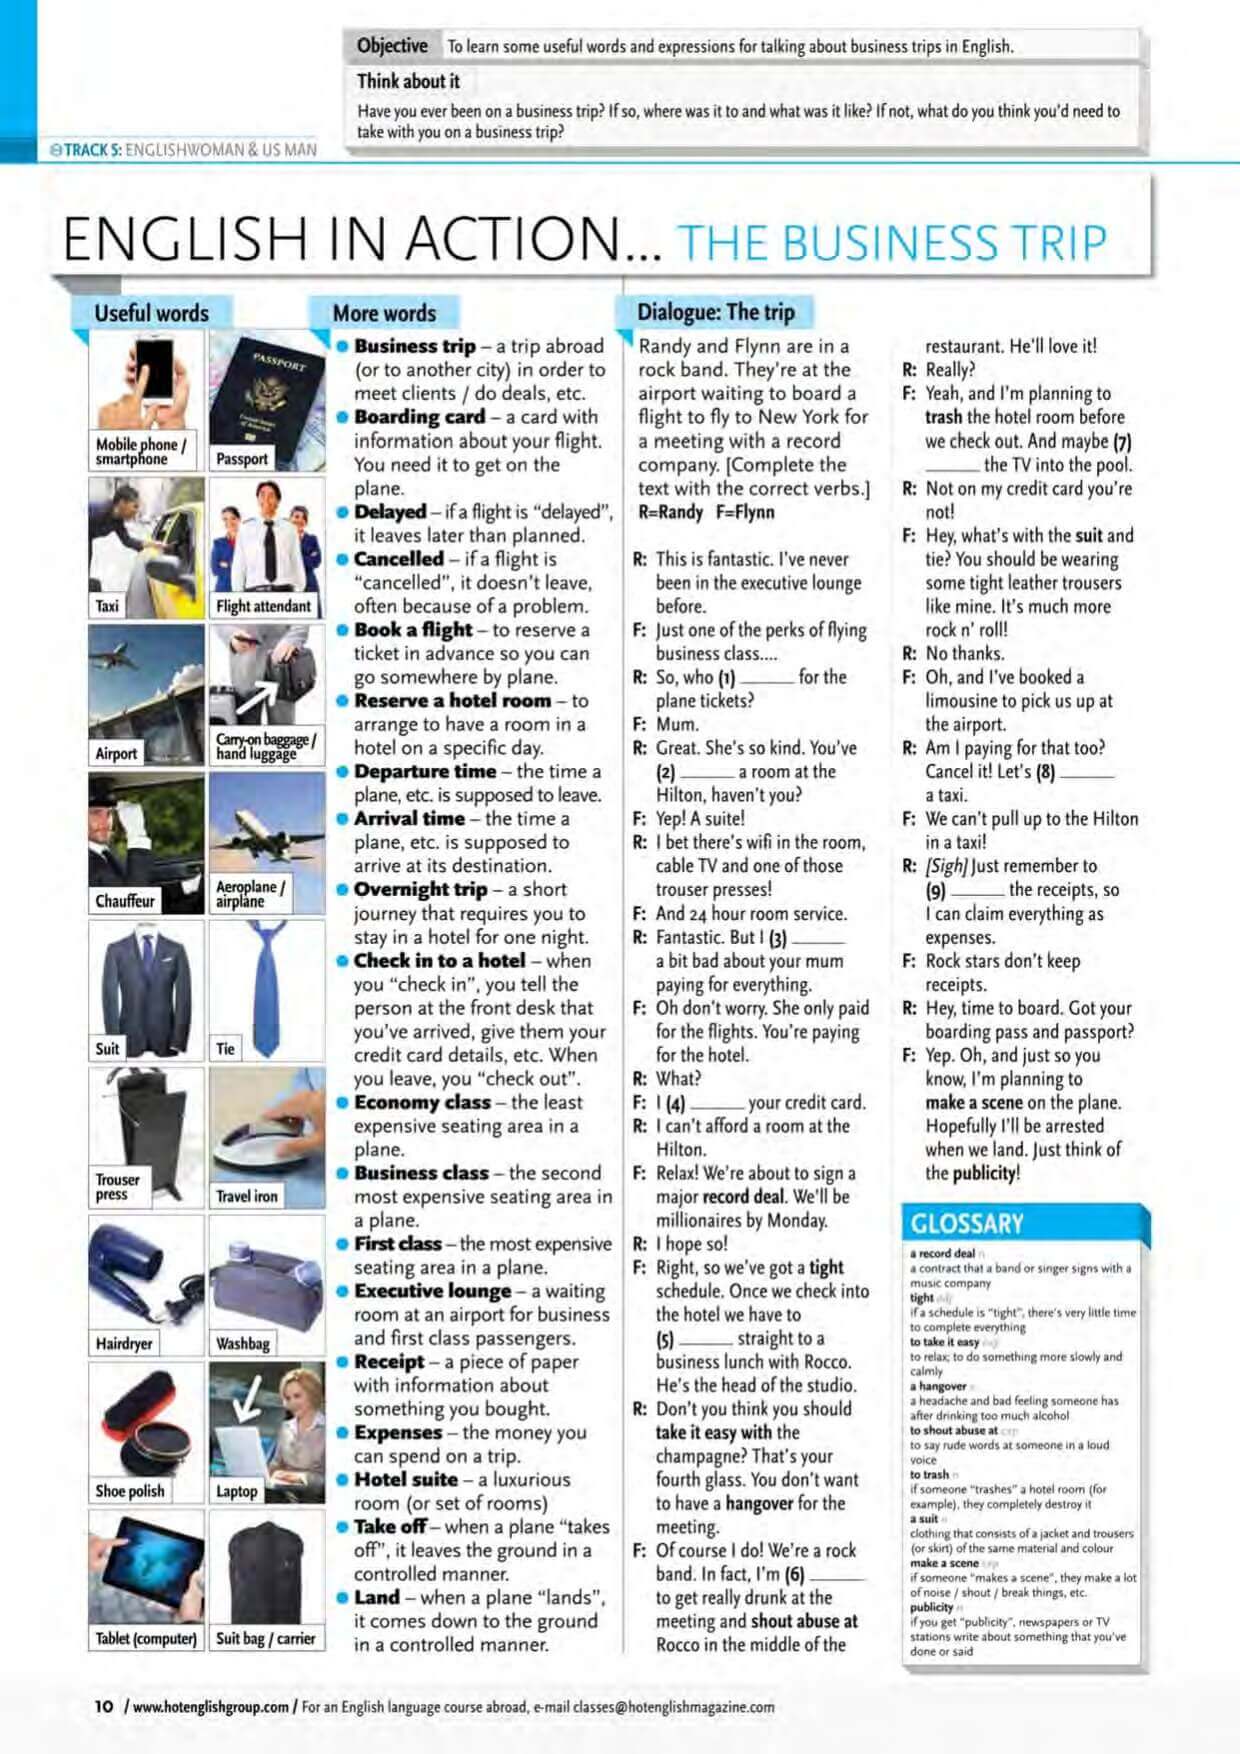 Objective To learn some useful words and expressions for talking about business trips in English.
Think about it
Have you ever been on a business trip? If so, where was it to and what was it like? If not, what do you think you'd need to
take with you on a business trip?
TRACK 5: ENGLISHWOMAN & US MAN
ENGLISH IN ACTION... THE BUSINESS TRIP
Useful words
PASSPORT
Mobile phone /
smartphone
Passport
Taxi
Flight attendant
Airport
Carry-on baggage /
hand luggage
Chauffeur
Aeroplane /
airplane
Suit
Tie
Trouser
press
Travel iron
Hairdryer
Washbag
Shoe polish
Laptop
Tablet (computer)
Suit bag / carrier
More words
Business trip – a trip abroad
(or to another city) in order to
meet clients / do deals, etc.
Boarding card – a card with
information about your flight.
You need it to get on the
plane.
Delayed – if a flight is "delayed",
it leaves later than planned.
Cancelled – if a flight is
"cancelled", it doesn't leave,
often because of a problem.
Book a flight – to reserve a
ticket in advance so you can
go somewhere by plane.
Reserve a hotel room – to
arrange to have a room in a
hotel on a specific day.
Departure time – the time a
plane, etc. is supposed to leave.
Arrival time – the time a
plane, etc. is supposed to
arrive at its destination.
Overnight trip – a short
journey that requires you to
stay in a hotel for one night.
Check in to a hotel – when
you "check in", you tell the
person at the front desk that
you've arrived, give them your
credit card details, etc. When
you leave, you "check out".
Economy class – the least
expensive seating area in a
plane.
Business class – the second
most expensive seating area in
a plane.
First class – the most expensive
seating area in a plane.
Executive lounge – a waiting
room at an airport for business
and first class passengers.
Receipt – a piece of paper
with information about
something you bought.
Expenses – the money you
can spend on a trip.
Hotel suite – a luxurious
room (or set of rooms)
Take off – when a plane "takes
off", it leaves the ground in a
controlled manner.
Land – when a plane "lands",
it comes down to the ground
in a controlled manner.
Dialogue: The trip
Randy and Flynn are in a
rock band. They're at the
airport waiting to board a
flight to fly to New York for
a meeting with a record
company. [Complete the
text with the correct verbs.]
R=Randy F=Flynn
R: This is fantastic. I've never
been in the executive lounge
before.
F: Just one of the perks of flying
business class....
R: So, who (1) ______ for the
plane tickets?
F: Mum.
R: Great. She's so kind. You've
(2) ______ a room at the
Hilton, haven't you?
F: Yep! A suite!
R: I bet there's wifi in the room,
cable TV and one of those
trouser presses!
F: And 24 hour room service.
R: Fantastic. But I (3) ______
a bit bad about your mum
paying for everything.
F: Oh don't worry. She only paid
for the flights. You're paying
for the hotel.
R: What?
F: I (4) ______ your credit card.
R: I can't afford a room at the
Hilton.
F: Relax! We're about to sign a
major record deal. We'll be
millionaires by Monday.
R: I hope so!
F: Right, so we've got a tight
schedule. Once we check into
the hotel we have to
(5) ______ straight to a
business lunch with Rocco.
He's the head of the studio.
R: Don't you think you should
take it easy with the
champagne? That's your
fourth glass. You don't want
to have a hangover for the
meeting.
F: Of course I do! We're a rock
band. In fact, I'm (6) ______
to get really drunk at the
meeting and shout abuse at
Rocco in the middle of the
restaurant. He'll love it!
R: Really?
F: Yeah, and I'm planning to
trash the hotel room before
we check out. And maybe (7)
______ the TV into the pool.
R: Not on my credit card you're
not!
F: Hey, what's with the suit and
tie? You should be wearing
some tight leather trousers
like mine. It's much more
rock n' roll!
R: No thanks.
F: Oh, and I've booked a
limousine to pick us up at
the airport.
R: Am I paying for that too?
Cancel it! Let's (8) ______
a taxi.
F: We can't pull up to the Hilton
in a taxi!
R: [Sigh] Just remember to
(9) ______ the receipts, so
I can claim everything as
expenses.
F: Rock stars don't keep
receipts.
R: Hey, time to board. Got your
boarding pass and passport?
F: Yep. Oh, and just so you
know, I'm planning to
make a scene on the plane.
Hopefully I'll be arrested
when we land. Just think of
the publicity!
GLOSSARY
a record deal n
a contract that a band or singer signs with a
music company
tight adj
if a schedule is "tight", there's very little time
to complete everything
to take it easy
to relax; to do something more slowly and
calmly
a hangover n
a headache and bad feeling someone has
after drinking too much alcohol
to shout abuse at exp
to say rude words at someone in a loud
voice
to trash
if someone "trashes" a hotel room (for
example), they completely destroy it
a suit n
clothing that consists of a jacket and trousers
(or skirt) of the same material and colour
make a scene exp
if someone "makes a scene", they make a lot
of noise / shout / break things, etc.
publicity n
if you get "publicity", newspapers or TV
stations write about something that you've
done or said
10 / www.hotenglishgroup.com / For an English language course abroad, e-mail classes@hotenglishmagazine.com